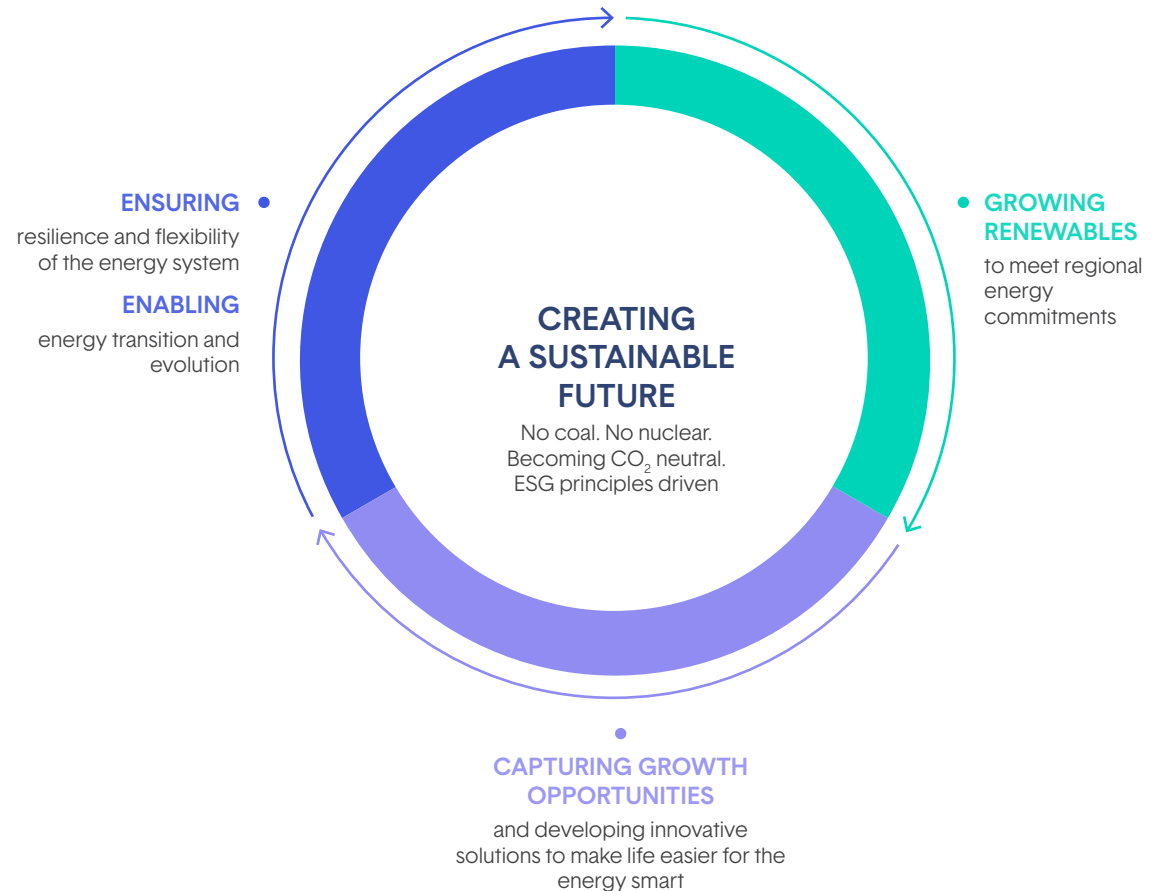 ENSURING
resilience and flexibility
of the energy system
ENABLING
energy transition and
evolution
GROWING
RENEWABLES
to meet regional
energy
commitments
CREATING
A SUSTAINABLE
FUTURE
No coal. No nuclear.
Becoming CO₂ neutral.
ESG principles driven
CAPTURING GROWTH
OPPORTUNITIES
and developing innovative
solutions to make life easier for the
energy smart